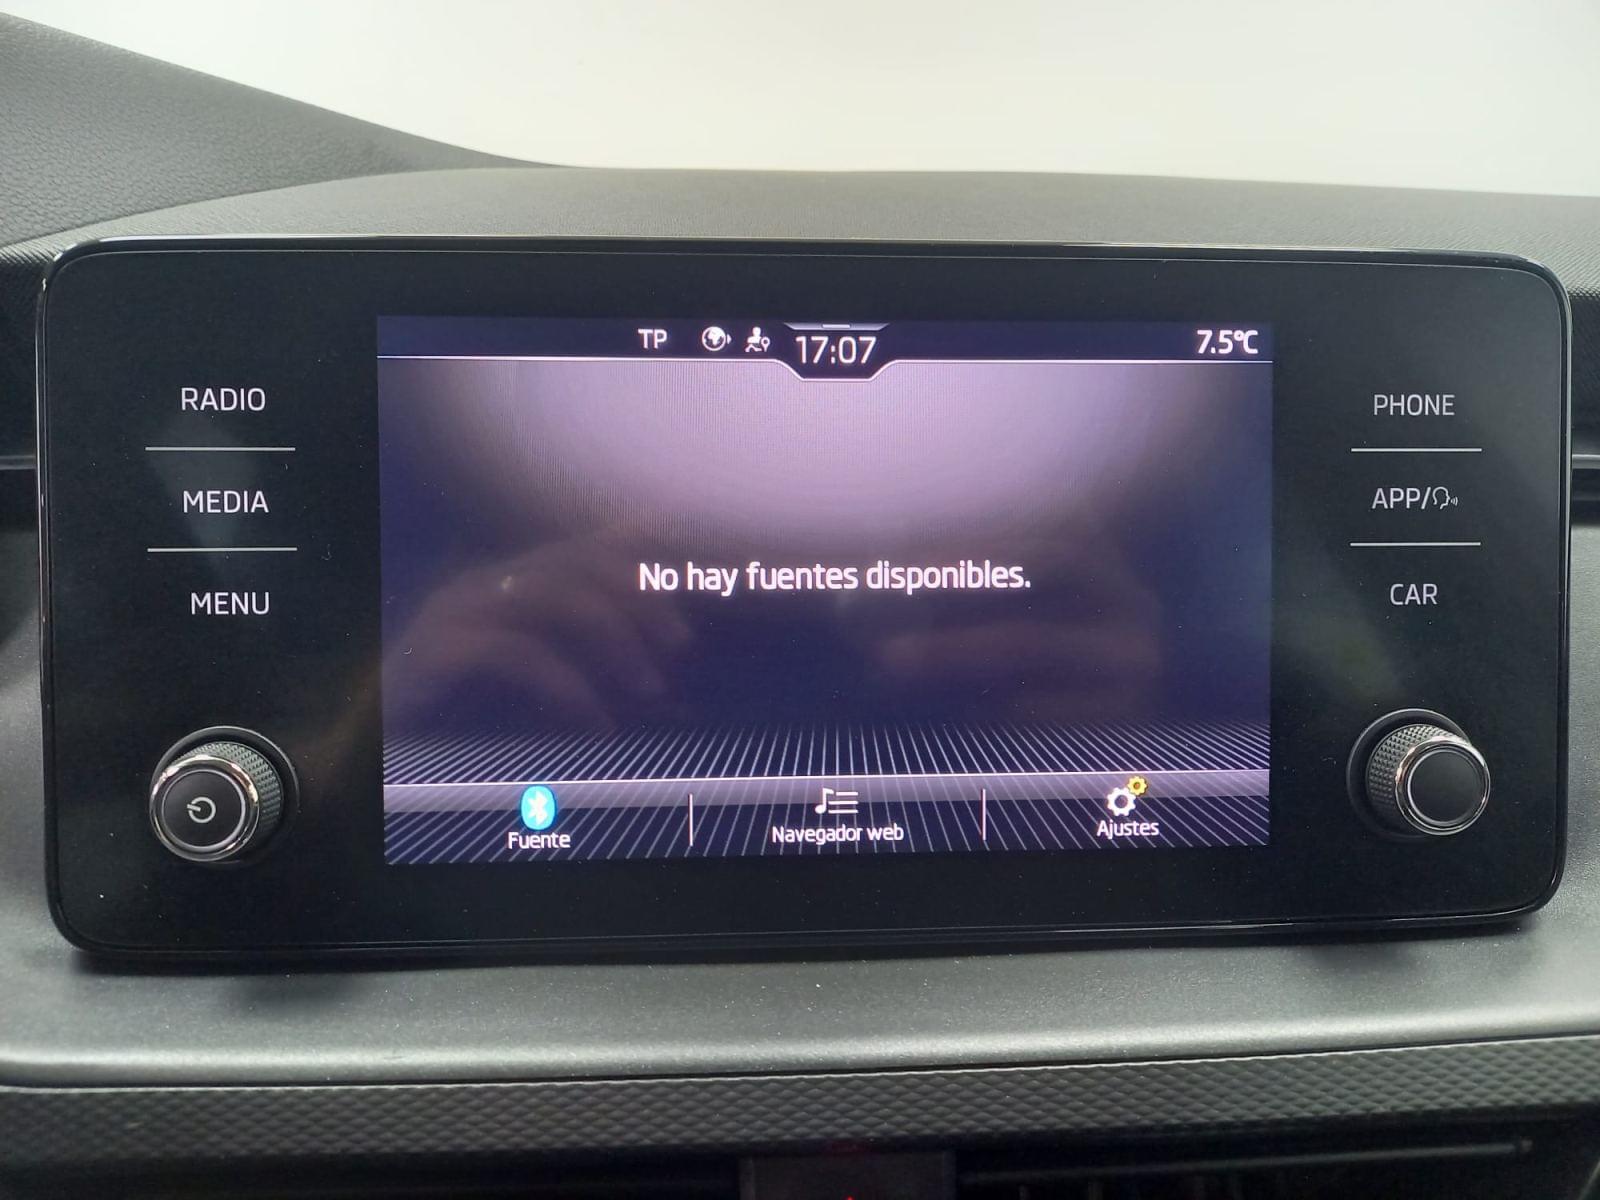 TP 17:07 7.5°C
RADIO
MEDIA
MENU
No hay fuentes disponibles.
Fuente
Navegador web
Ajustes
PHONE
APP/
CAR